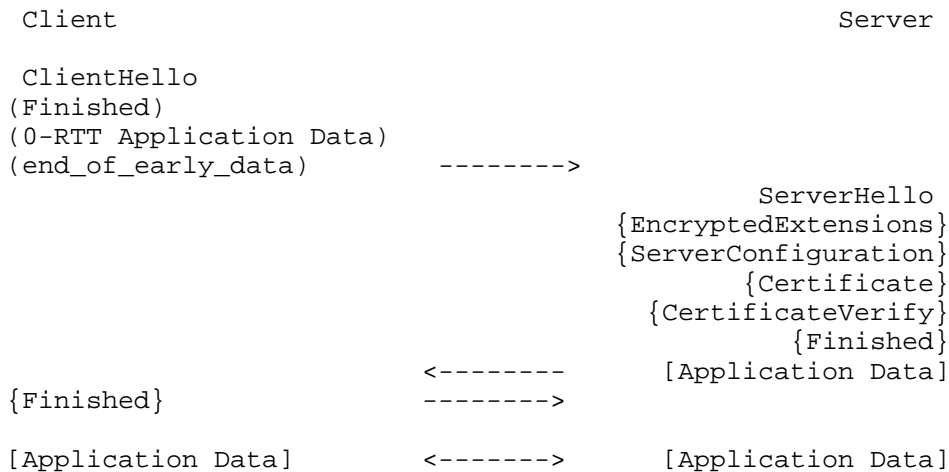 Client Server
ClientHello
(Finished)
(0-RTT Application Data)
(end_of_early_data) -------->
ServerHello
{EncryptedExtensions}
{ServerConfiguration}
{Certificate}
{CertificateVerify}
{Finished}
<-------- [Application Data]
{Finished} -------->
[Application Data] <-------> [Application Data]